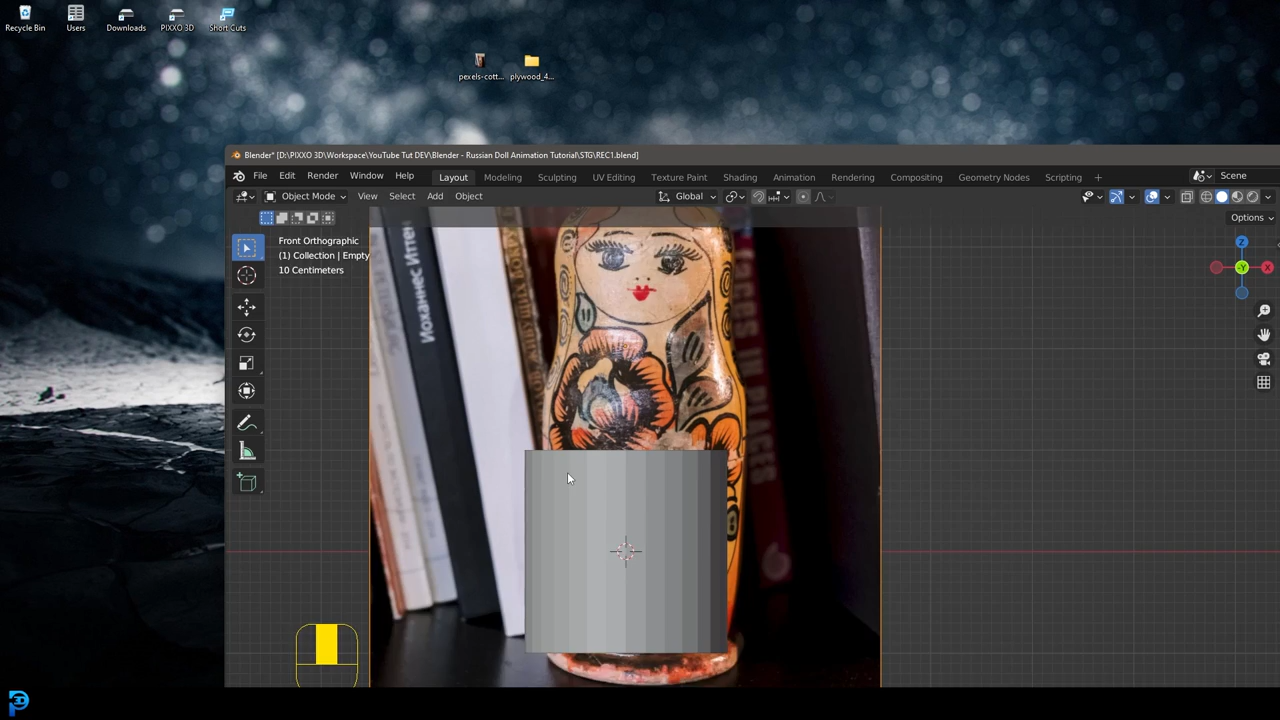 Recycle Bin
Users
Downloads
PIXXO 3D
Short Cuts
pexels-cott...
plywood_4...
Blender* [D:\PIXXO 3D\Workspace\YouTube Tut DEV\Blender - Russian Doll Animation Tutorial\STG\REC1.blend]
File Edit Render Window Help
Layout Modeling Sculpting UV Editing Texture Paint Shading Animation Rendering Compositing Geometry Nodes Scripting +
Scene
Object Mode View Select Add Object
Global
Options
Front Orthographic
(1) Collection | Empty
10 Centimeters
Z
-Y
X
Иоханнес Иттен
3D